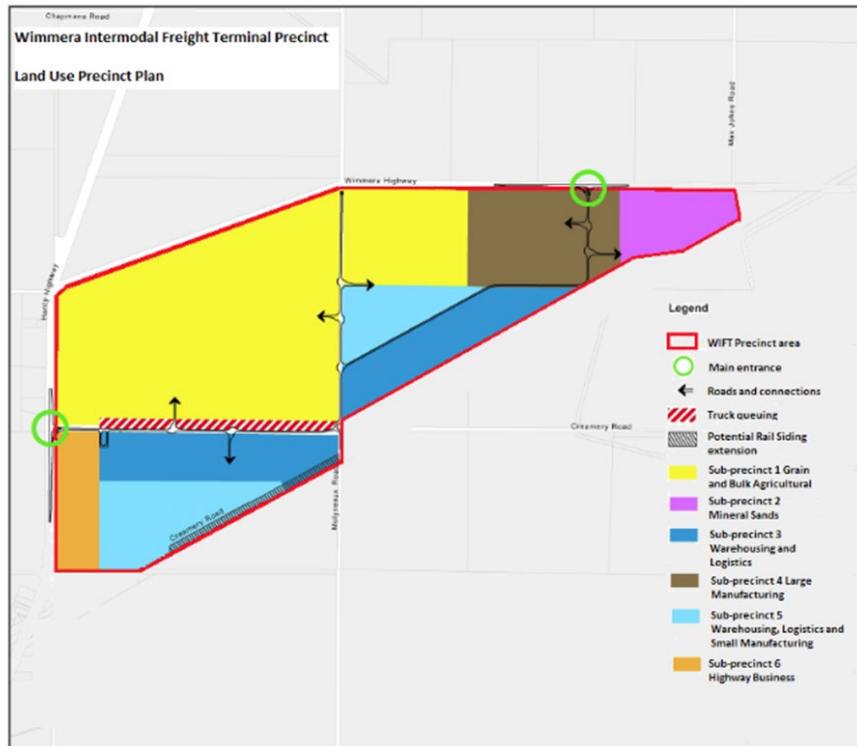 Chapmans Road
Wimmera Intermodal Freight Terminal Precinct
Land Use Precinct Plan
Mac Johns Road
Wimmera Highway
Henty Highway
Legend
WIFT Precinct area
Main entrance
Roads and connections
Truck queuing
Creamery Road
Potential Rail Siding
extension
Sub-precinct 1 Grain
and Bulk Agricultural
Sub-precinct 2
Mineral Sands
Molyneaux Road
Creamery Road
Sub-precinct 3
Warehousing and
Logistics
Sub-precinct 4 Large
Manufacturing
Sub-precinct 5
Warehousing, Logistics and
Small Manufacturing
Sub-precinct 6
Highway Business